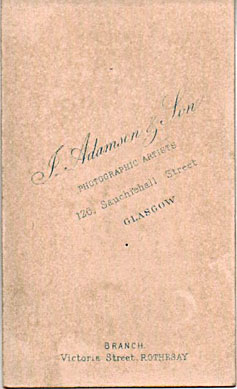 J. Adamson & Son
PHOTOGRAPHIC ARTISTS
120, Sauchiehall Street
GLASGOW
BRANCH
Victoria Street, ROTHESAY